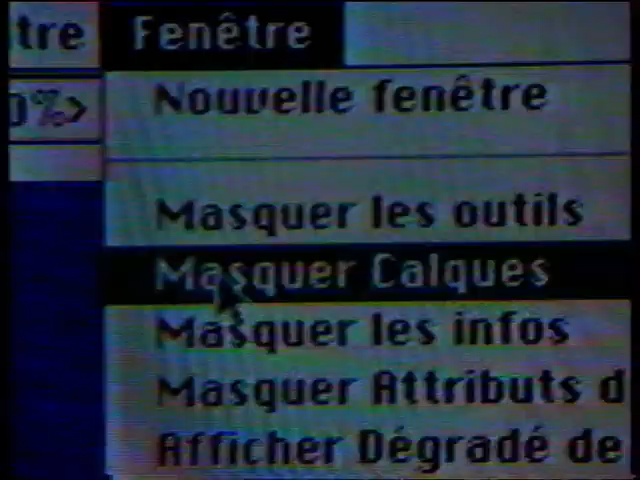 tre Fenêtre
0%>
Nouvelle fenêtre
Masquer les outils
Masquer Calques
Masquer les infos
Masquer Attributs d
Afficher Dégradé de